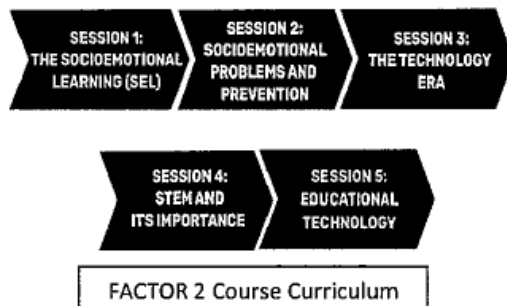 SESSION 1:
THE SOCIOEMOTIONAL
LEARNING (SEL)
SESSION 2:
SOCIOEMOTIONAL
PROBLEMS AND
PREVENTION
SESSION 3:
THE TECHNOLOGY
ERA
SESSION 4:
STEM AND
ITS IMPORTANCE
SESSION 5:
EDUCATIONAL
TECHNOLOGY
FACTOR 2 Course Curriculum